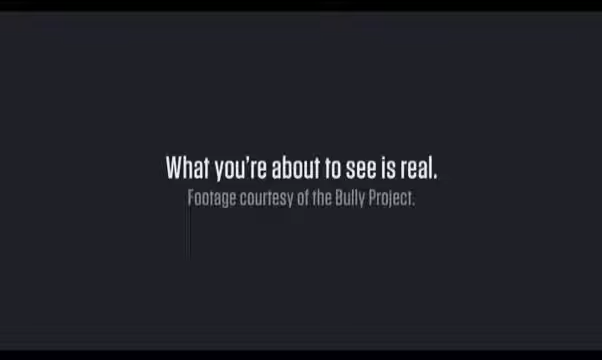 What you're about to see is real.
Footage courtesy of the Bully Project.